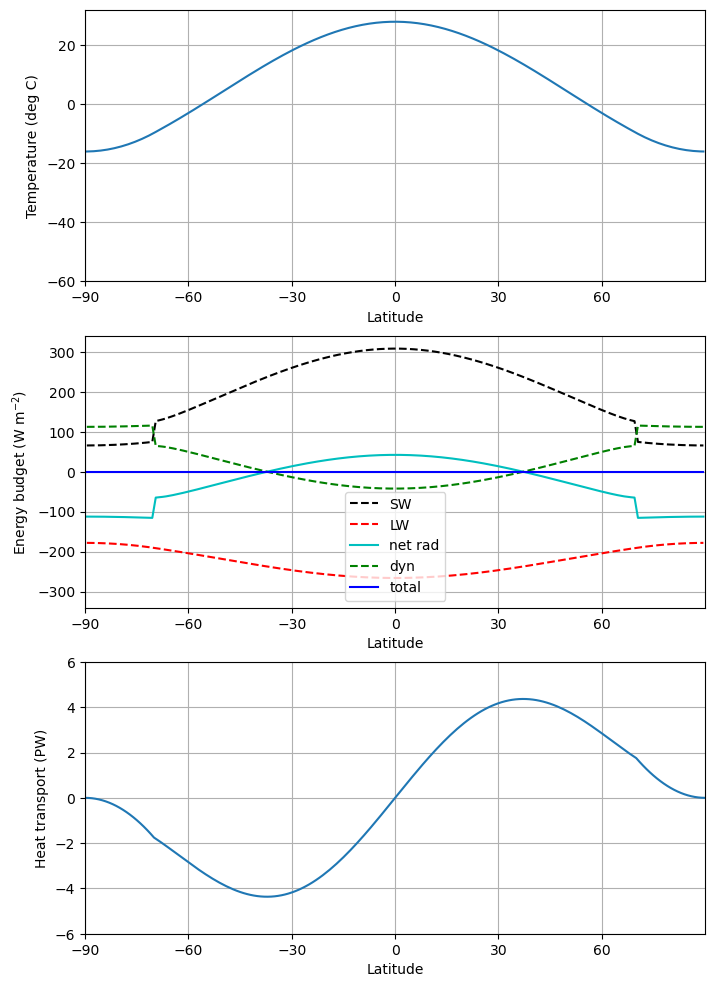 Temperature (deg C)
20
0
−20
−40
−60
−90 −60 −30 0 30 60
Latitude
Energy budget (W m⁻²)
300
200
100
0
−100
−200
−300
SW
LW
net rad
dyn
total
−90 −60 −30 0 30 60
Latitude
Heat transport (PW)
6
4
2
0
−2
−4
−6
−90 −60 −30 0 30 60
Latitude